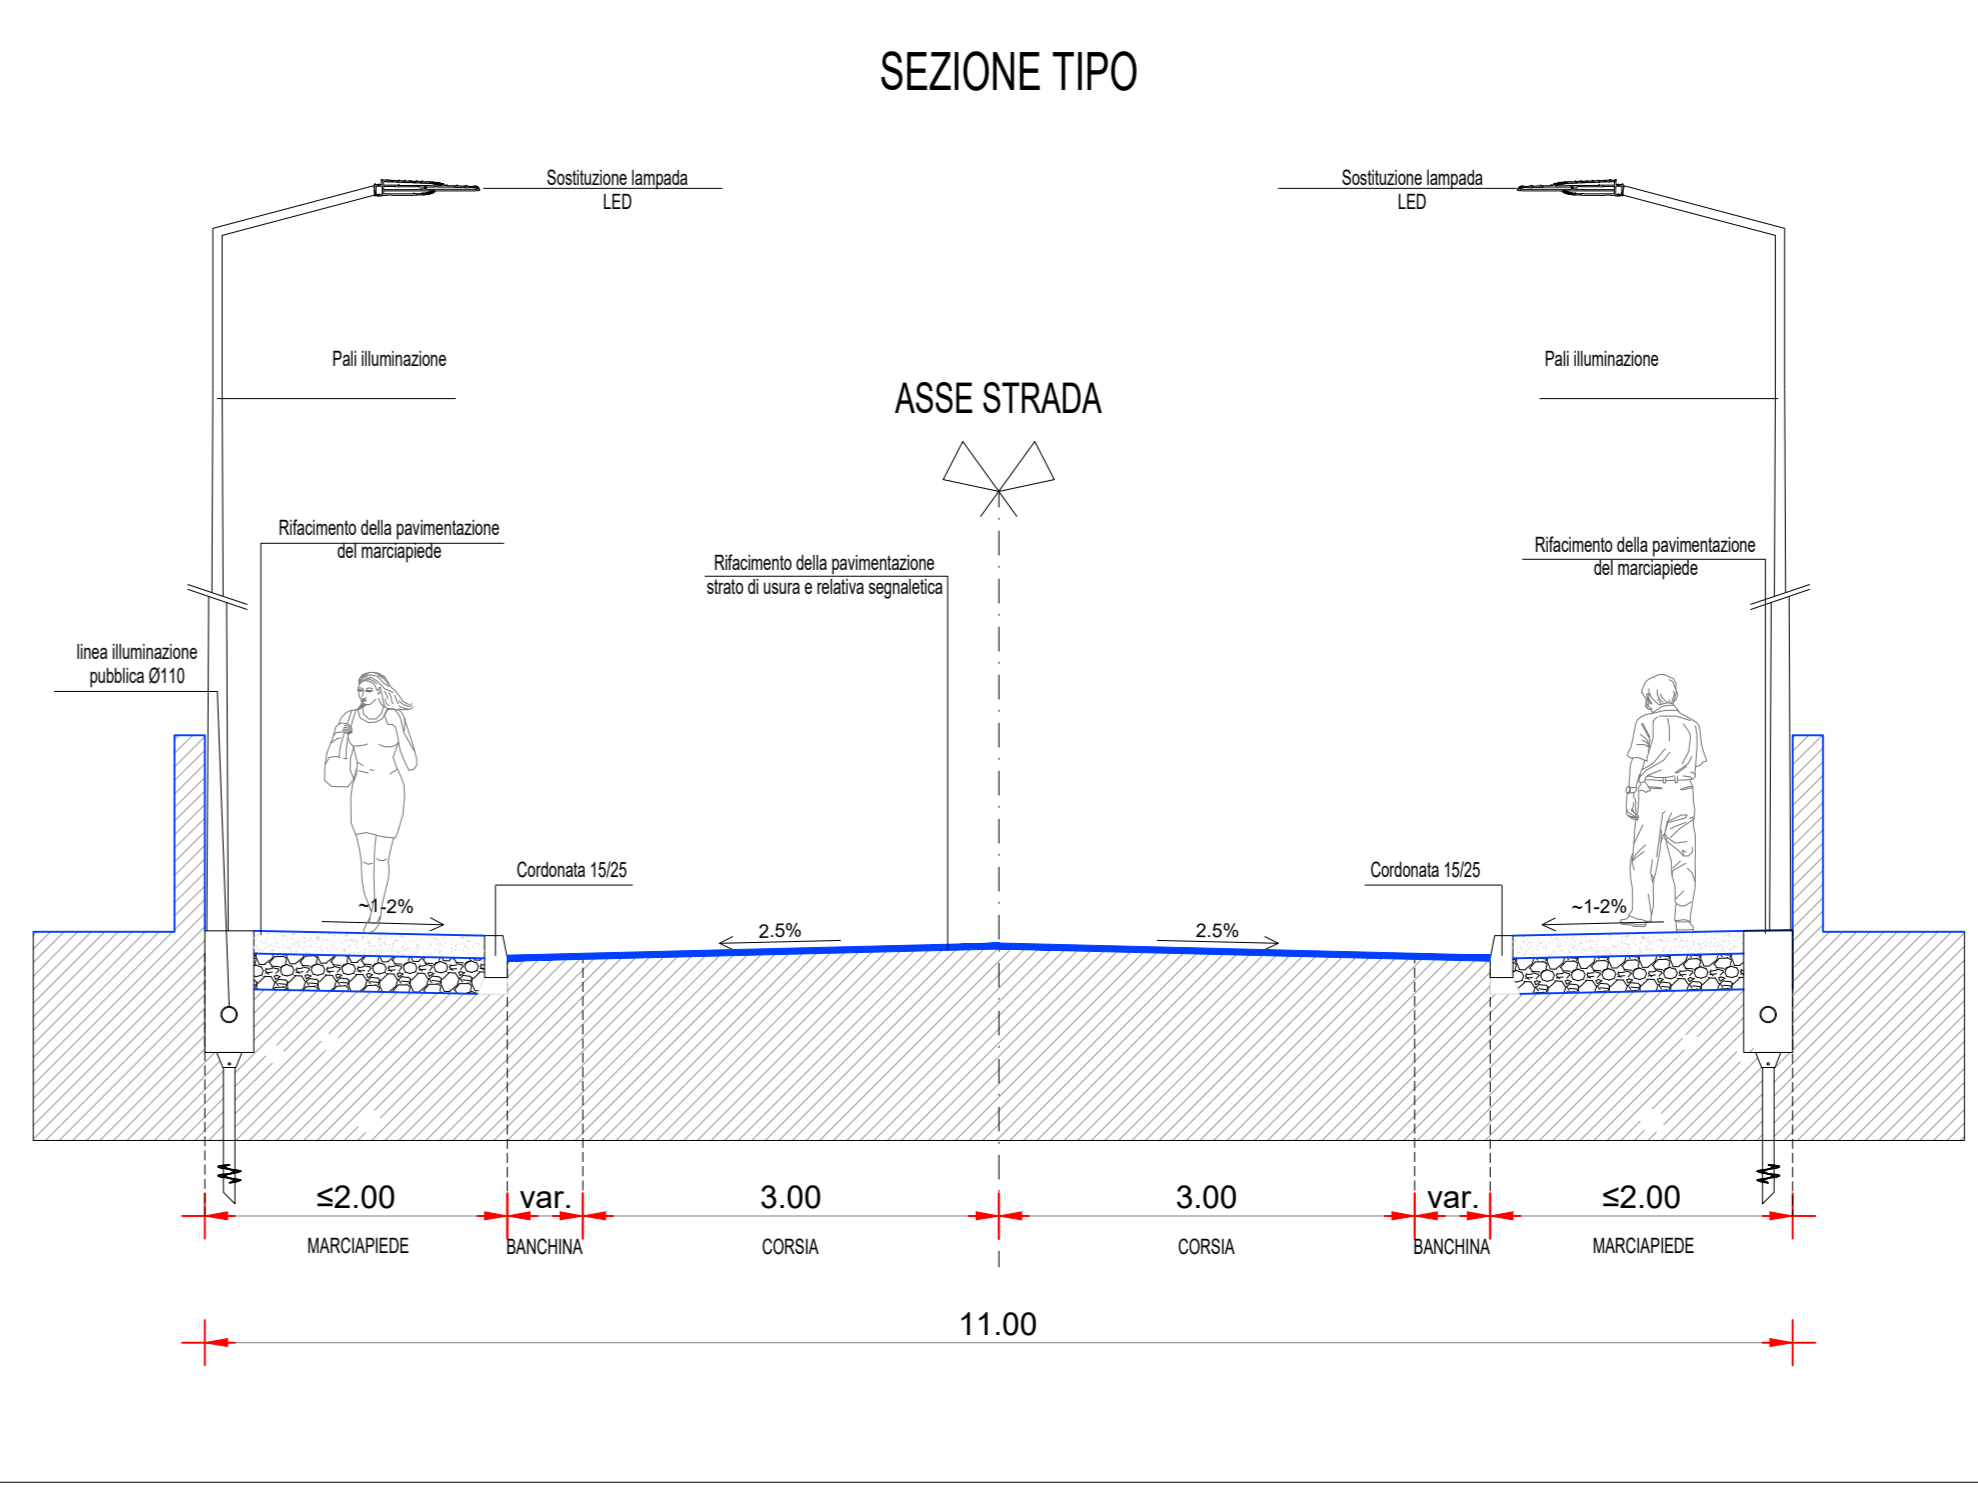 SEZIONE TIPO
Sostituzione lampada
LED
Sostituzione lampada
LED
Pali illuminazione
Pali illuminazione
ASSE STRADA
Rifacimento della pavimentazione
del marciapiede
Rifacimento della pavimentazione
strato di usura e relativa segnaletica
Rifacimento della pavimentazione
del marciapiede
linea illuminazione
pubblica Ø110
Cordonata 15/25
Cordonata 15/25
~1-2%
~1-2%
2.5%
2.5%
≤2.00
var.
3.00
3.00
var.
≤2.00
MARCIAPIEDE
BANCHINA
CORSIA
CORSIA
BANCHINA
MARCIAPIEDE
11.00